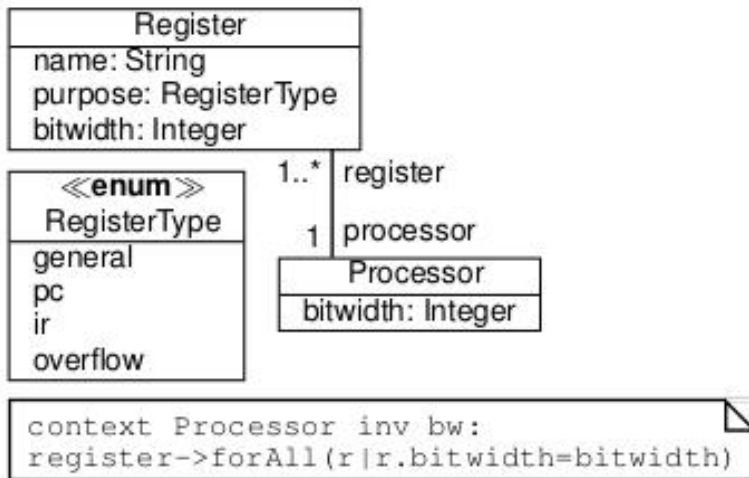 Register
name: String
purpose: RegisterType
bitwidth: Integer
≪enum≫
RegisterType
general
pc
ir
overflow
1..* register
1 processor
Processor
bitwidth: Integer
context Processor inv bw:
register->forAll(r|r.bitwidth=bitwidth)